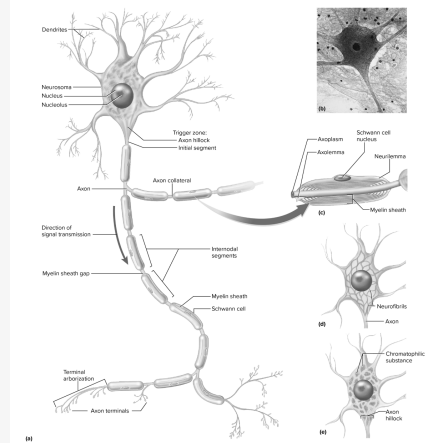 Dendrites
Neurosoma
Nucleus
Nucleolus
Trigger zone:
Axon hillock
Initial segment
Axon collateral
Axon
Direction of
signal transmission
Internodal
segments
Myelin sheath gap
Myelin sheath
Schwann cell
Terminal
arborization
Axon terminals
(a)
(b)
Schwann cell
nucleus
Axoplasm
Axolemma
Neurilemma
Myelin sheath
(c)
Neurofibrils
Axon
(d)
Chromatophilic
substance
Axon
hillock
(e)